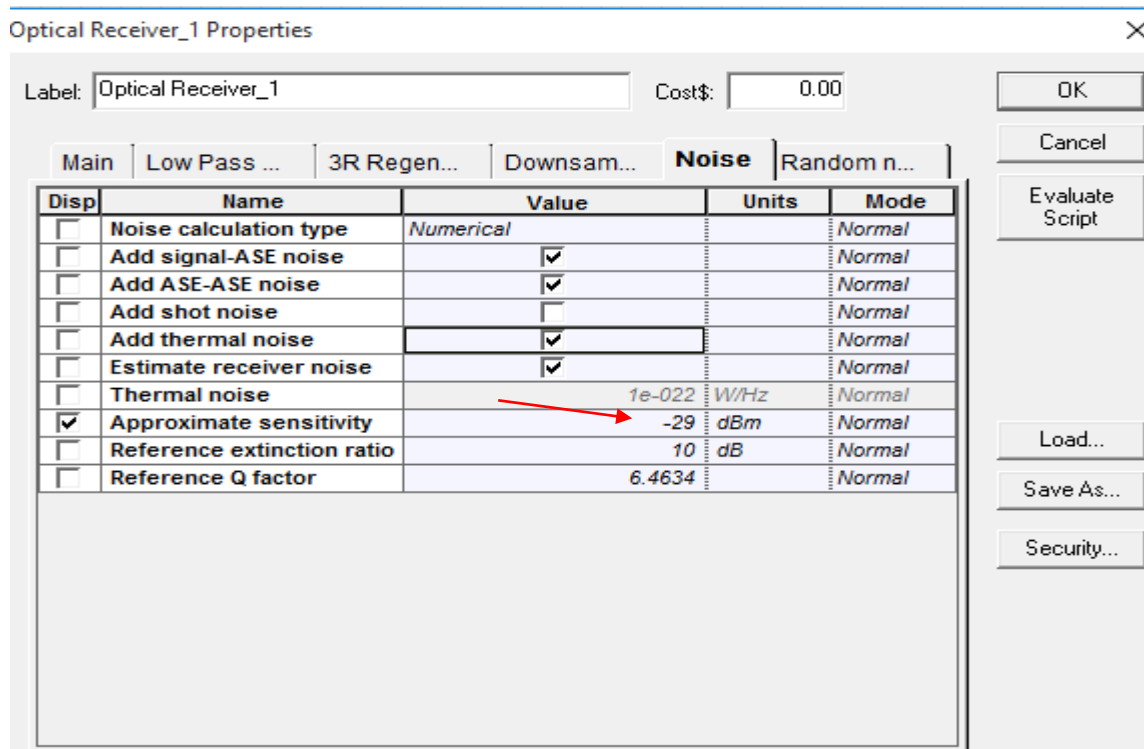 Optical Receiver_1 Properties
Label: Optical Receiver_1 Cost$: 0.00 OK
Cancel
Main Low Pass ... 3R Regen... Downsam... Noise Random n...
Disp Name Value Units Mode Evaluate Script
Noise calculation type Numerical Normal
Add signal-ASE noise Normal
Add ASE-ASE noise Normal
Add shot noise Normal
Add thermal noise Normal
Estimate receiver noise Normal
Thermal noise 1e-022 W/Hz Normal
Approximate sensitivity -29 dBm Normal
Reference extinction ratio 10 dB Normal
Reference Q factor 6.4634 Normal
Load...
Save As...
Security...